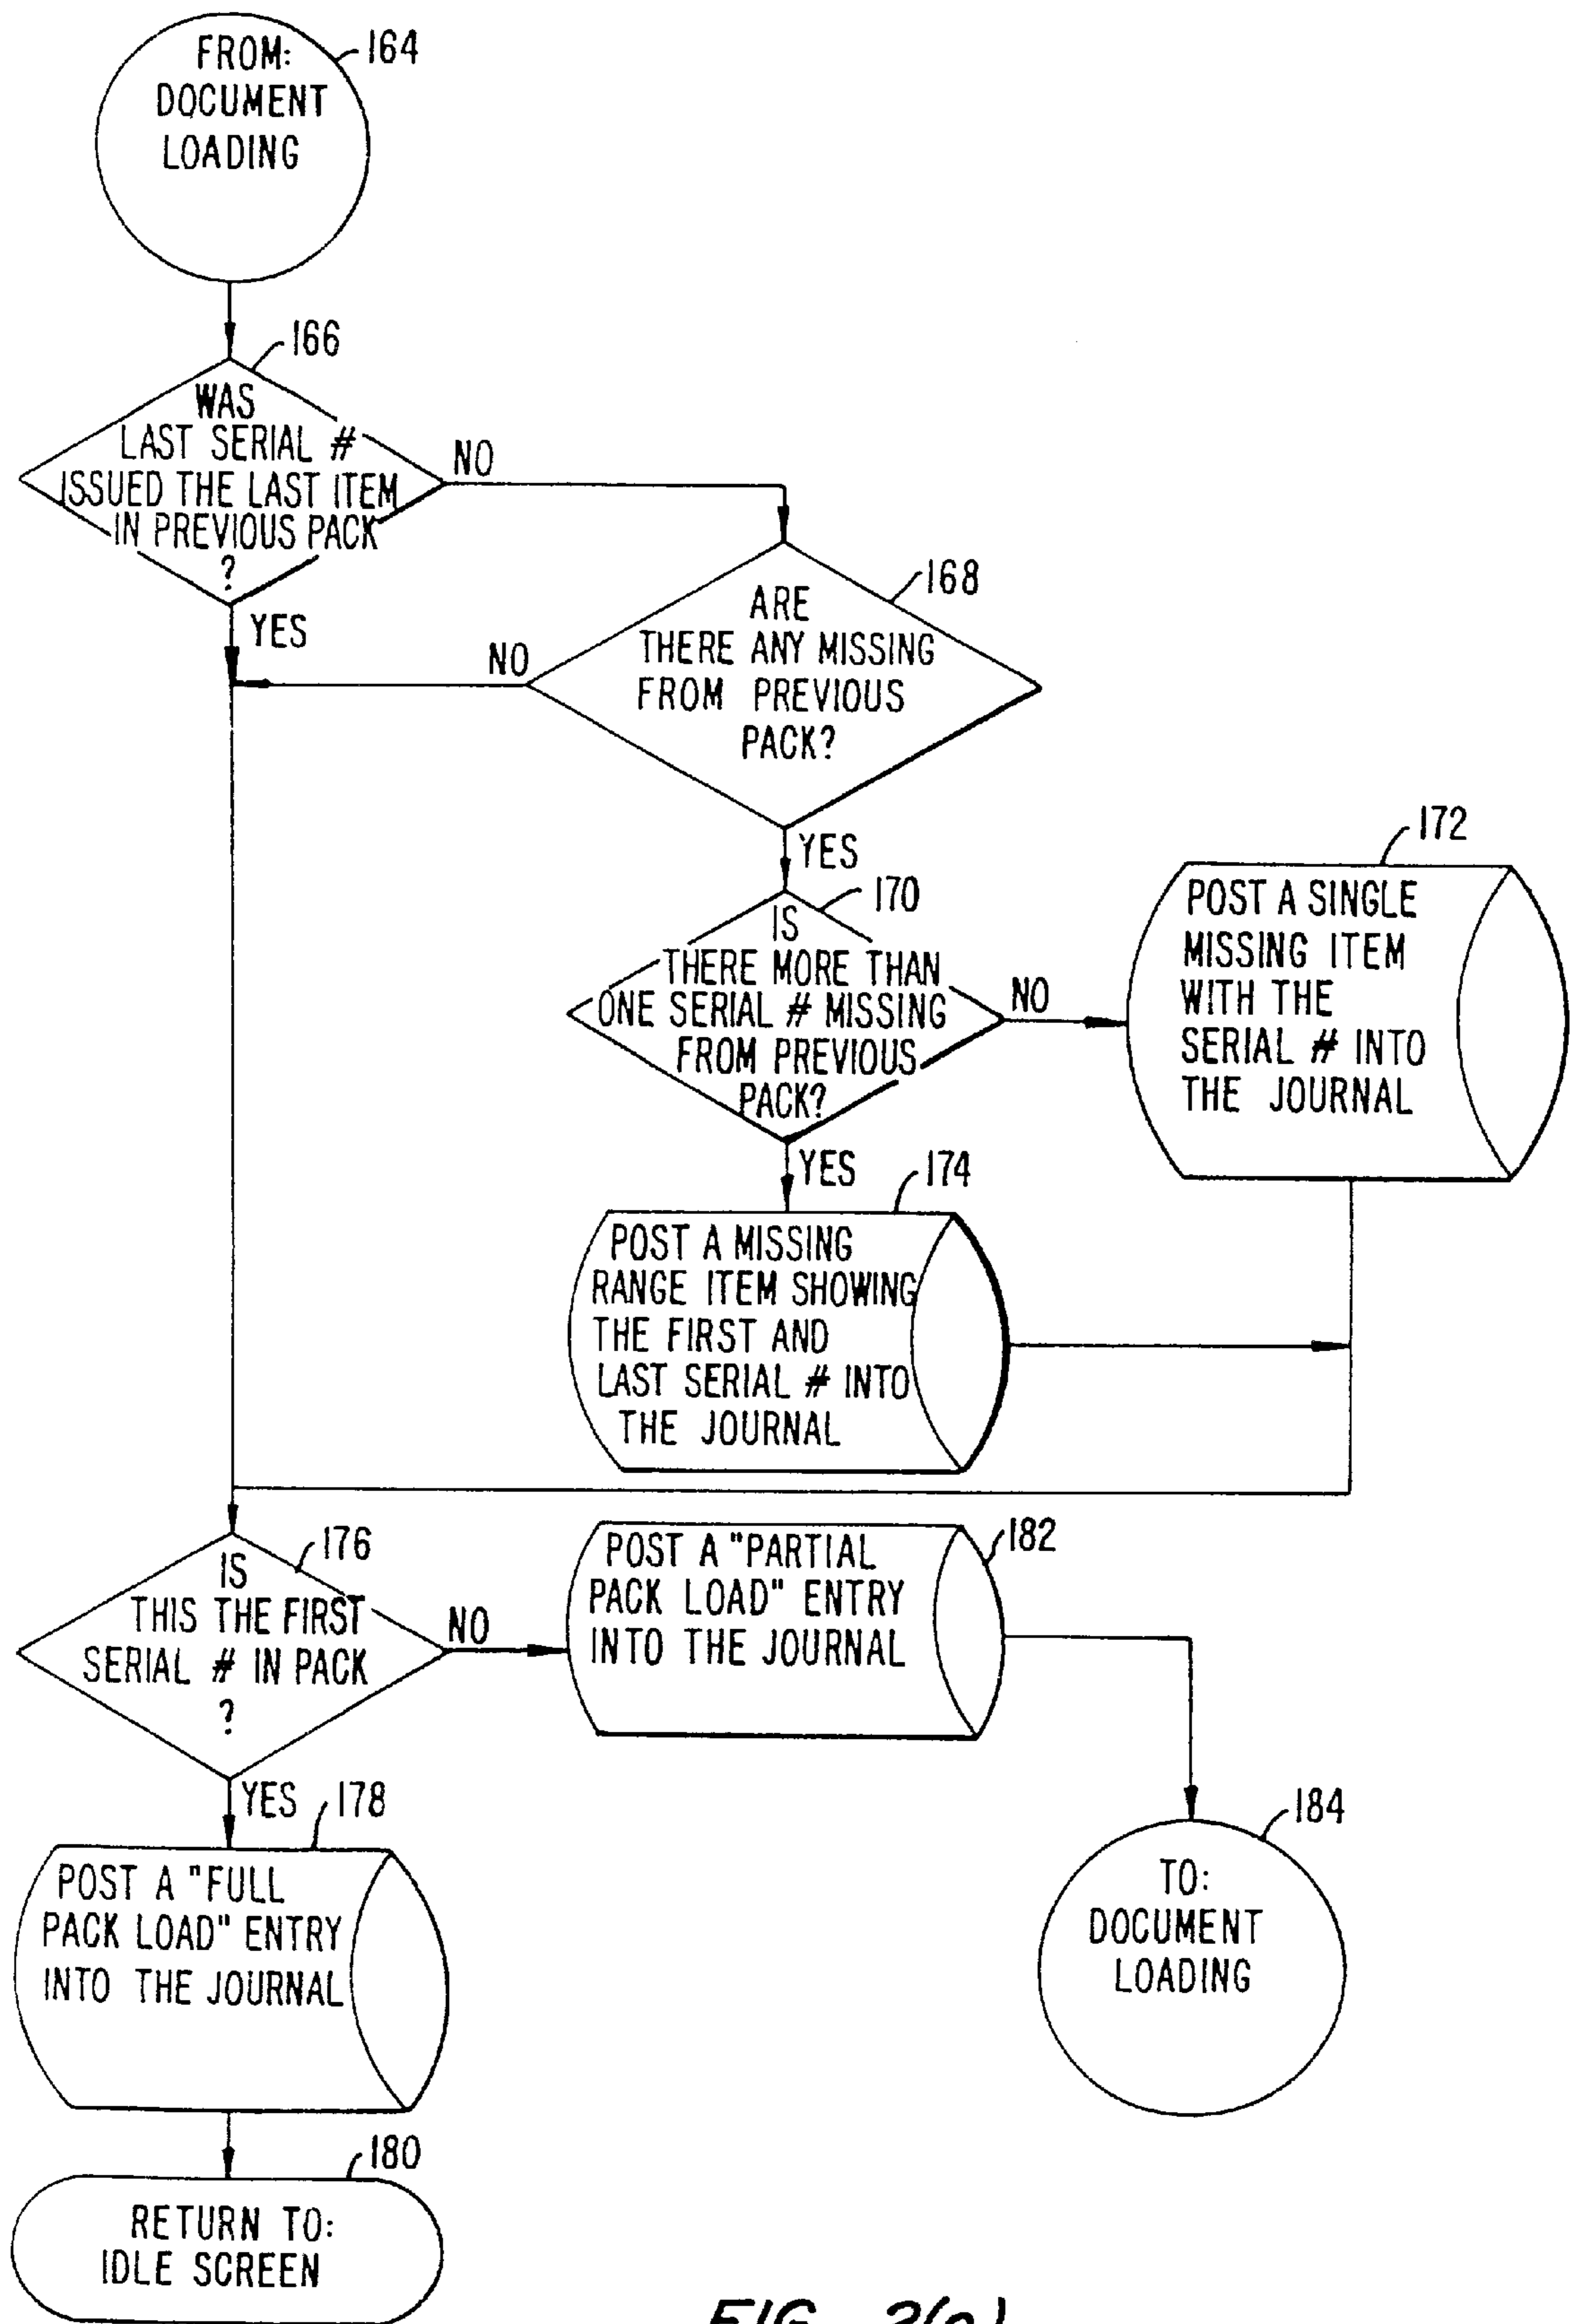 FROM:
DOCUMENT
LOADING
164
166
WAS
LAST SERIAL #
ISSUED THE LAST ITEM
IN PREVIOUS PACK
?
NO
YES
168
ARE
THERE ANY MISSING
FROM PREVIOUS
PACK?
NO
YES
170
IS
THERE MORE THAN
ONE SERIAL # MISSING
FROM PREVIOUS
PACK?
NO
YES
172
POST A SINGLE
MISSING ITEM
WITH THE
SERIAL # INTO
THE JOURNAL
174
POST A MISSING
RANGE ITEM SHOWING
THE FIRST AND
LAST SERIAL # INTO
THE JOURNAL
176
IS
THIS THE FIRST
SERIAL # IN PACK
?
NO
YES
182
POST A "PARTIAL
PACK LOAD" ENTRY
INTO THE JOURNAL
184
TO:
DOCUMENT
LOADING
178
POST A "FULL
PACK LOAD" ENTRY
INTO THE JOURNAL
180
RETURN TO:
IDLE SCREEN